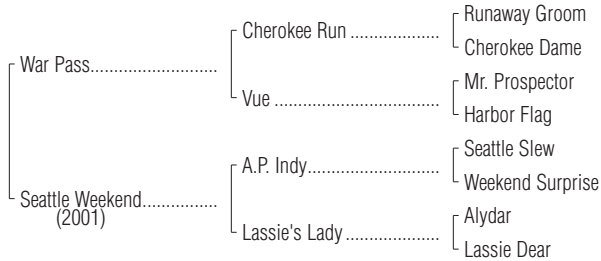 Runaway Groom
Cherokee Run ..................
Cherokee Dame
War Pass.........................
Mr. Prospector
Vue .................................
Harbor Flag
Seattle Slew
A.P. Indy..........................
Weekend Surprise
Seattle Weekend...............
(2001)
Alydar
Lassie's Lady ...................
Lassie Dear